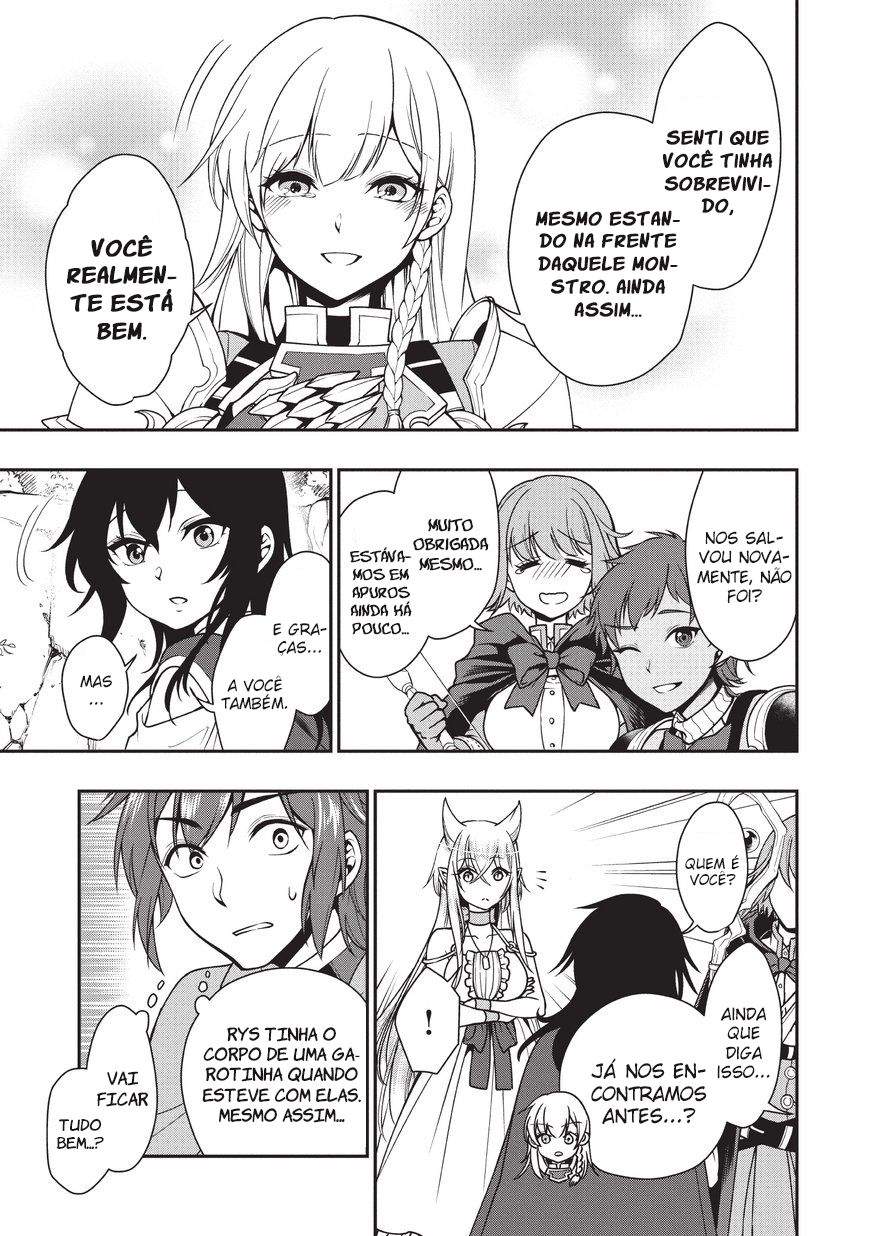 SENTI QUE
VOCÊ TINHA
SOBREVIVI-
DO,
MESMO ESTAN-
DO NA FRENTE
DAQUELE MON-
STRO. AINDA
ASSIM...
VOCÊ
REALMEN-
TE ESTÁ
BEM.
NOS SAL-
VOU NOVA-
MENTE, NÃO
FOI?
MUITO
OBRIGADA
MESMO...
ESTÁVA-
MOS EM
APUROS
AINDA HÁ
POUCO...
E GRA-
ÇAS...
A VOCÊ
TAMBÉM.
MAS
...
QUEM É
VOCÊ?
AINDA
QUE
DIGA
ISSO...
JÁ NOS EN-
CONTRAMOS
ANTES...?
!
RYS TINHA O
CORPO DE UMA GA-
ROTINHA QUANDO
ESTEVE COM ELAS.
MESMO ASSIM...
VAI
FICAR
TUDO
BEM...?